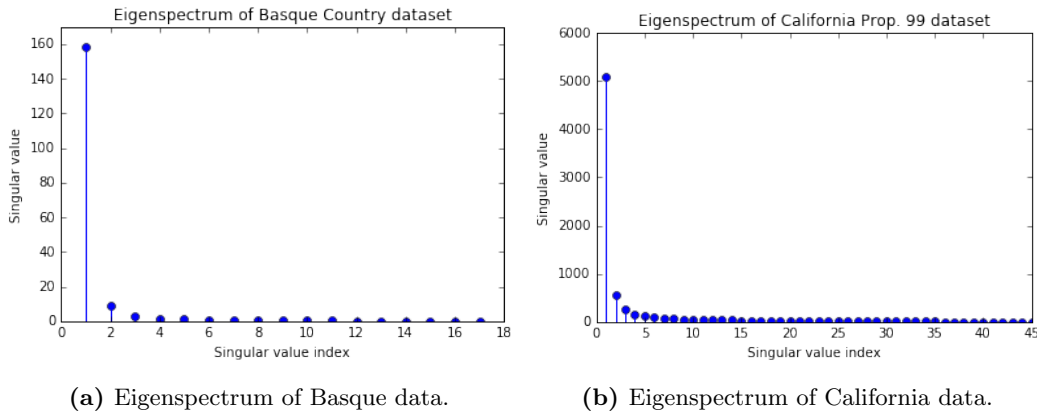 Eigenspectrum of Basque Country dataset
160
140
120
100
80
60
40
20
0
Singular value
0 2 4 6 8 10 12 14 16 18
Singular value index
(a) Eigenspectrum of Basque data.
Eigenspectrum of California Prop. 99 dataset
6000
5000
4000
3000
2000
1000
0
Singular value
0 5 10 15 20 25 30 35 40 45
Singular value index
(b) Eigenspectrum of California data.